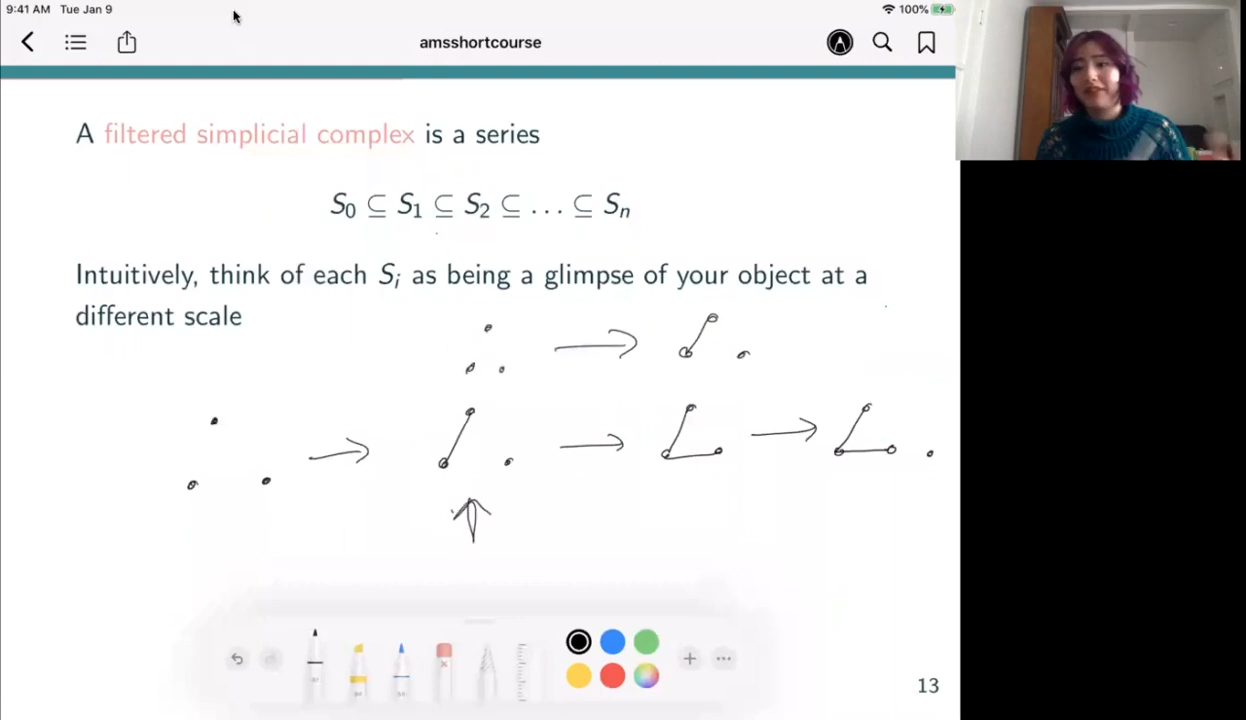 9:41 AM Tue Jan 9
100%
amsshortcourse
A filtered simplicial complex is a series
S₀ ⊆ S₁ ⊆ S₂ ⊆ ... ⊆ Sₙ
Intuitively, think of each Sᵢ as being a glimpse of your object at a
different scale
13